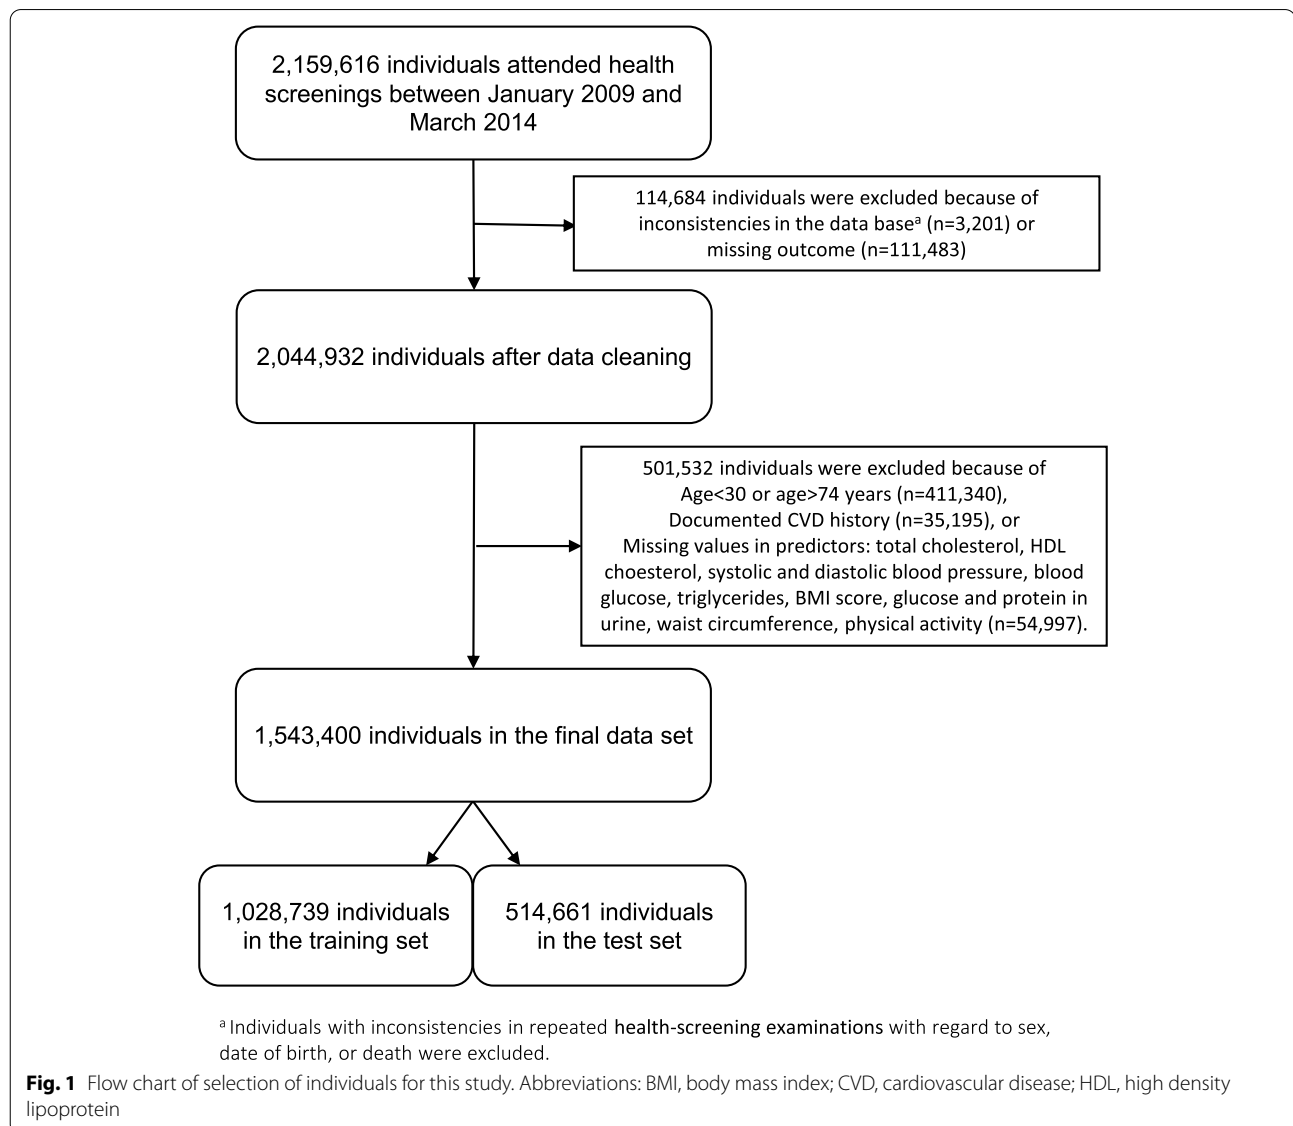 2,159,616 individuals attended health
screenings between January 2009 and
March 2014
114,684 individuals were excluded because of
inconsistencies in the data baseᵃ (n=3,201) or
missing outcome (n=111,483)
2,044,932 individuals after data cleaning
501,532 individuals were excluded because of
Age<30 or age>74 years (n=411,340),
Documented CVD history (n=35,195), or
Missing values in predictors: total cholesterol, HDL
choesterol, systolic and diastolic blood pressure, blood
glucose, triglycerides, BMI score, glucose and protein in
urine, waist circumference, physical activity (n=54,997).
1,543,400 individuals in the final data set
1,028,739 individuals
in the training set
514,661 individuals
in the test set
ᵃ Individuals with inconsistencies in repeated health-screening examinations with regard to sex,
date of birth, or death were excluded.
Fig. 1 Flow chart of selection of individuals for this study. Abbreviations: BMI, body mass index; CVD, cardiovascular disease; HDL, high density
lipoprotein